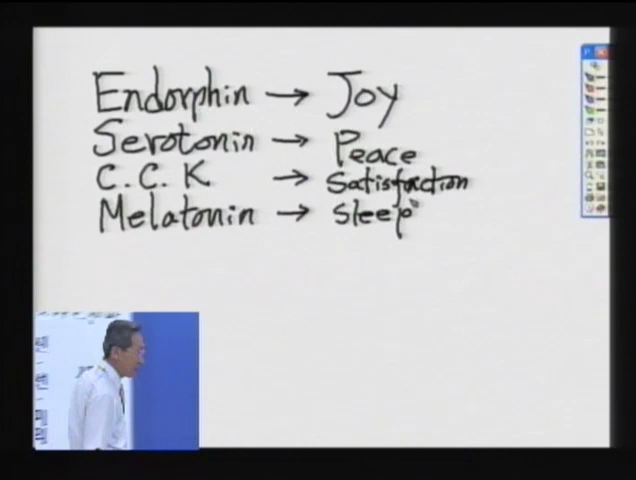 Endorphin → Joy
Serotonin → Peace
C. C. K → Satisfaction
Melatonin → Sleep